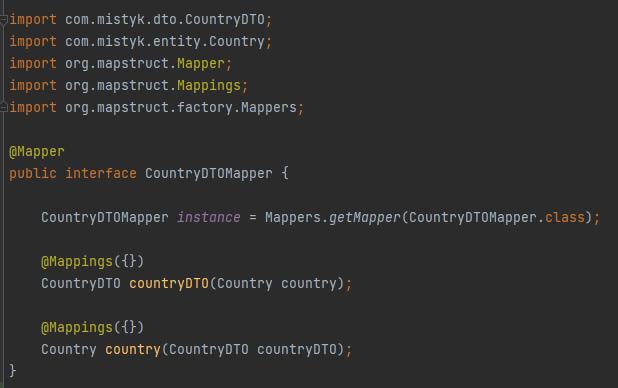 import com.mistyk.dto.CountryDTO;
import com.mistyk.entity.Country;
import org.mapstruct.Mapper;
import org.mapstruct.Mappings;
import org.mapstruct.factory.Mappers;
@Mapper
public interface CountryDTOMapper {
CountryDTOMapper instance = Mappers.getMapper(CountryDTOMapper.class);
@Mappings({})
CountryDTO countryDTO(Country country);
@Mappings({})
Country country(CountryDTO countryDTO);
}